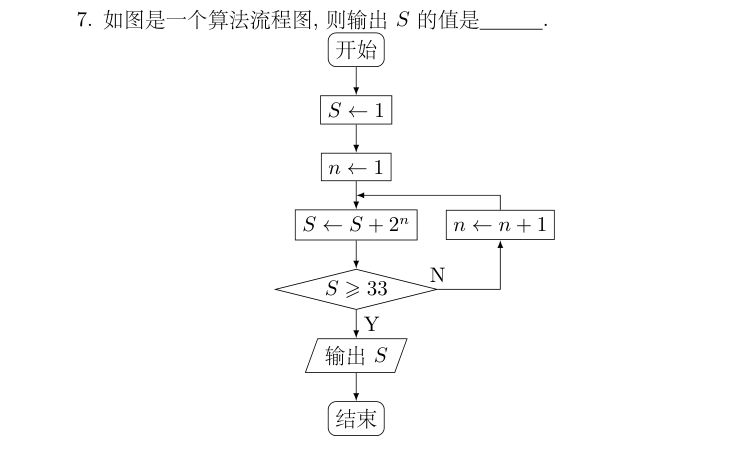 7. 如图是一个算法流程图, 则输出 S 的值是______.
开始
S ← 1
n ← 1
S ← S + 2ⁿ
n ← n + 1
N
S ⩾ 33
Y
输出 S
结束